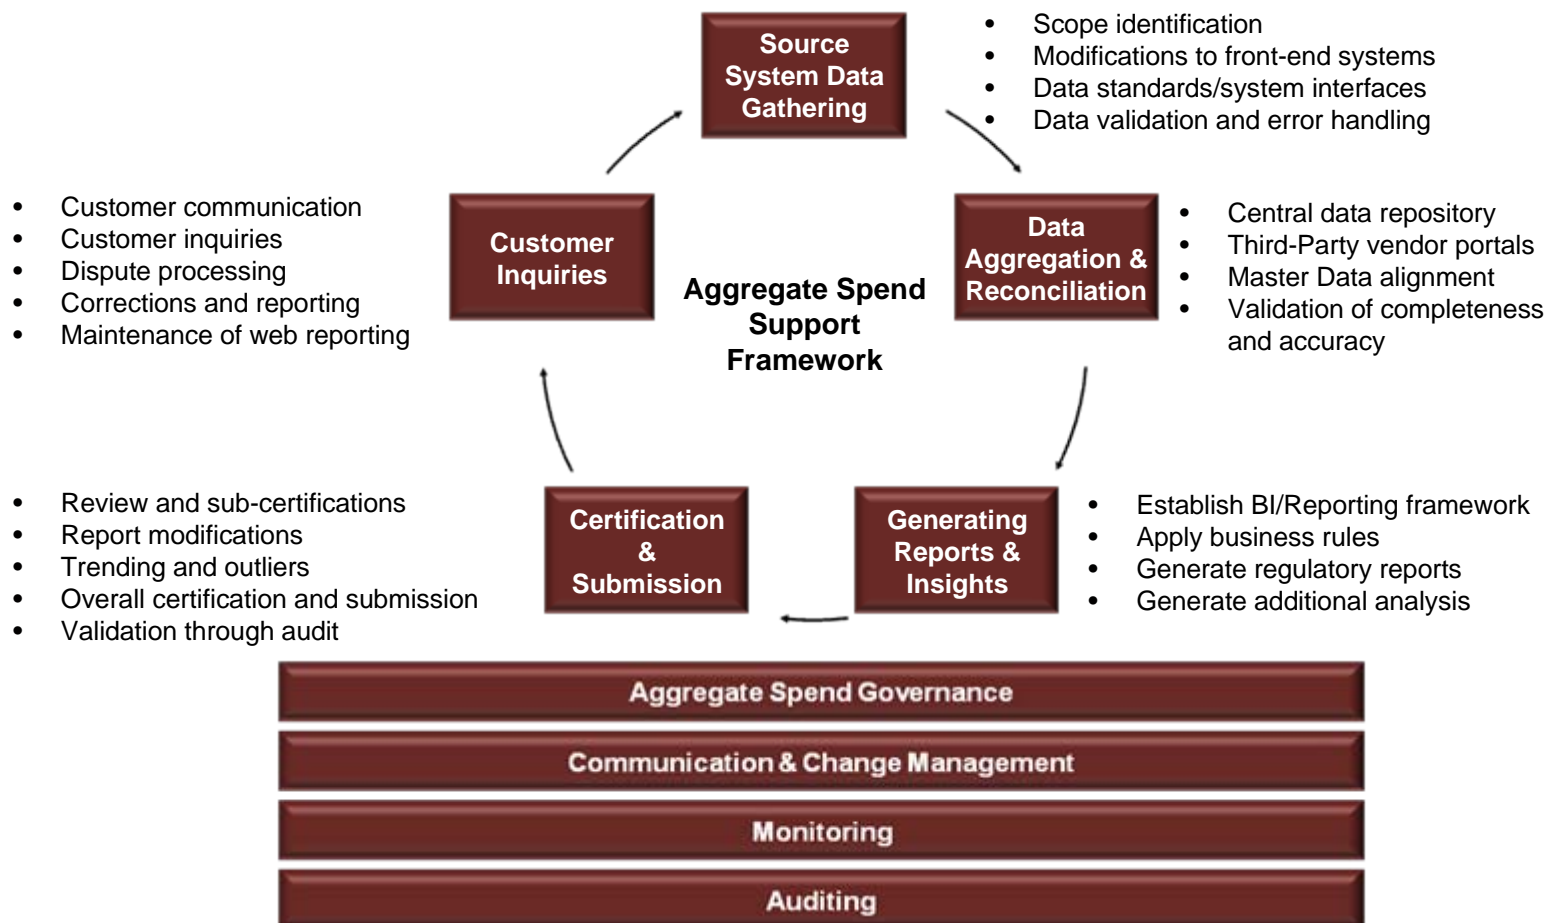 Source
System Data
Gathering
• Scope identification
• Modifications to front-end systems
• Data standards/system interfaces
• Data validation and error handling
• Customer communication
• Customer inquiries
• Dispute processing
• Corrections and reporting
• Maintenance of web reporting
Customer
Inquiries
Aggregate Spend
Support
Framework
Data
Aggregation &
Reconciliation
• Central data repository
• Third-Party vendor portals
• Master Data alignment
• Validation of completeness
and accuracy
• Review and sub-certifications
• Report modifications
• Trending and outliers
• Overall certification and submission
• Validation through audit
Certification
&
Submission
Generating
Reports &
Insights
• Establish BI/Reporting framework
• Apply business rules
• Generate regulatory reports
• Generate additional analysis
Aggregate Spend Governance
Communication & Change Management
Monitoring
Auditing